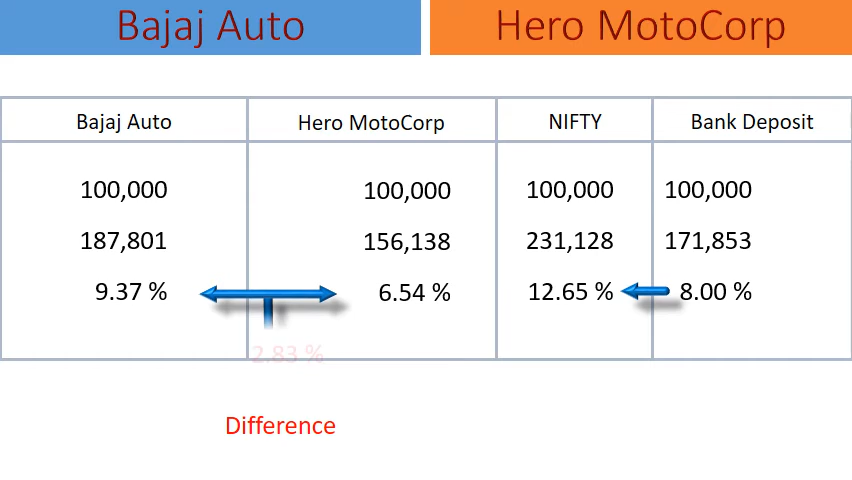 Bajaj Auto Hero MotoCorp
Bajaj Auto Hero MotoCorp NIFTY Bank Deposit
100,000 100,000 100,000 100,000
187,801 156,138 231,128 171,853
9.37 % 6.54 % 12.65 % 8.00 %
2.83 %
Difference